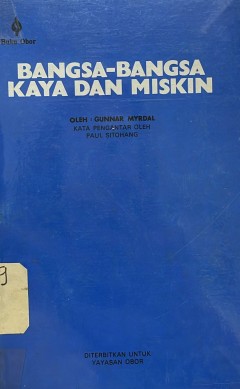 Buku Obor
BANGSA-BANGSA
KAYA DAN MISKIN
OLEH : GUNNAR MYRDAL
KATA PENGANTAR OLEH
PAUL SITOHANG
9
DITERBITKAN UNTUK
YAYASAN OBOR